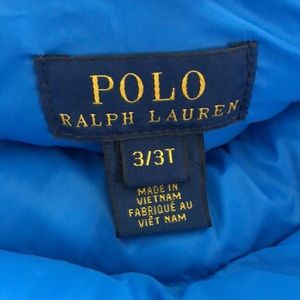 POLO
RALPH LAUREN
3/3T
MADE IN
VIETNAM
FABRIQUÉ AU
VIÊT NAM